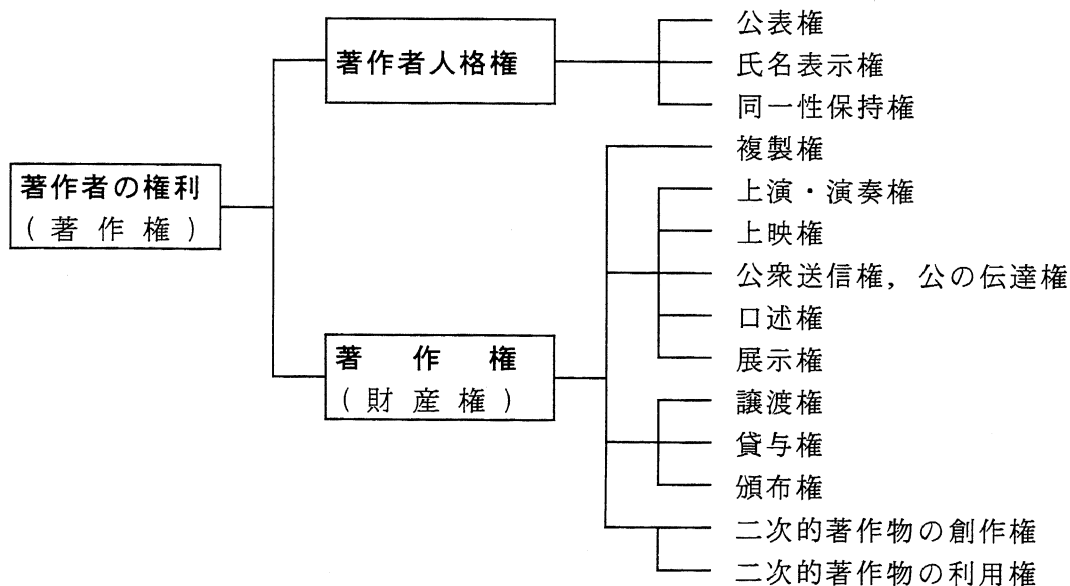 著作者の権利
(著作権)
著作者人格権
公表権
氏名表示権
同一性保持権
著作権
(財産権)
複製権
上演・演奏権
上映権
公衆送信権，公の伝達権
口述権
展示権
譲渡権
貸与権
頒布権
二次的著作物の創作権
二次的著作物の利用権